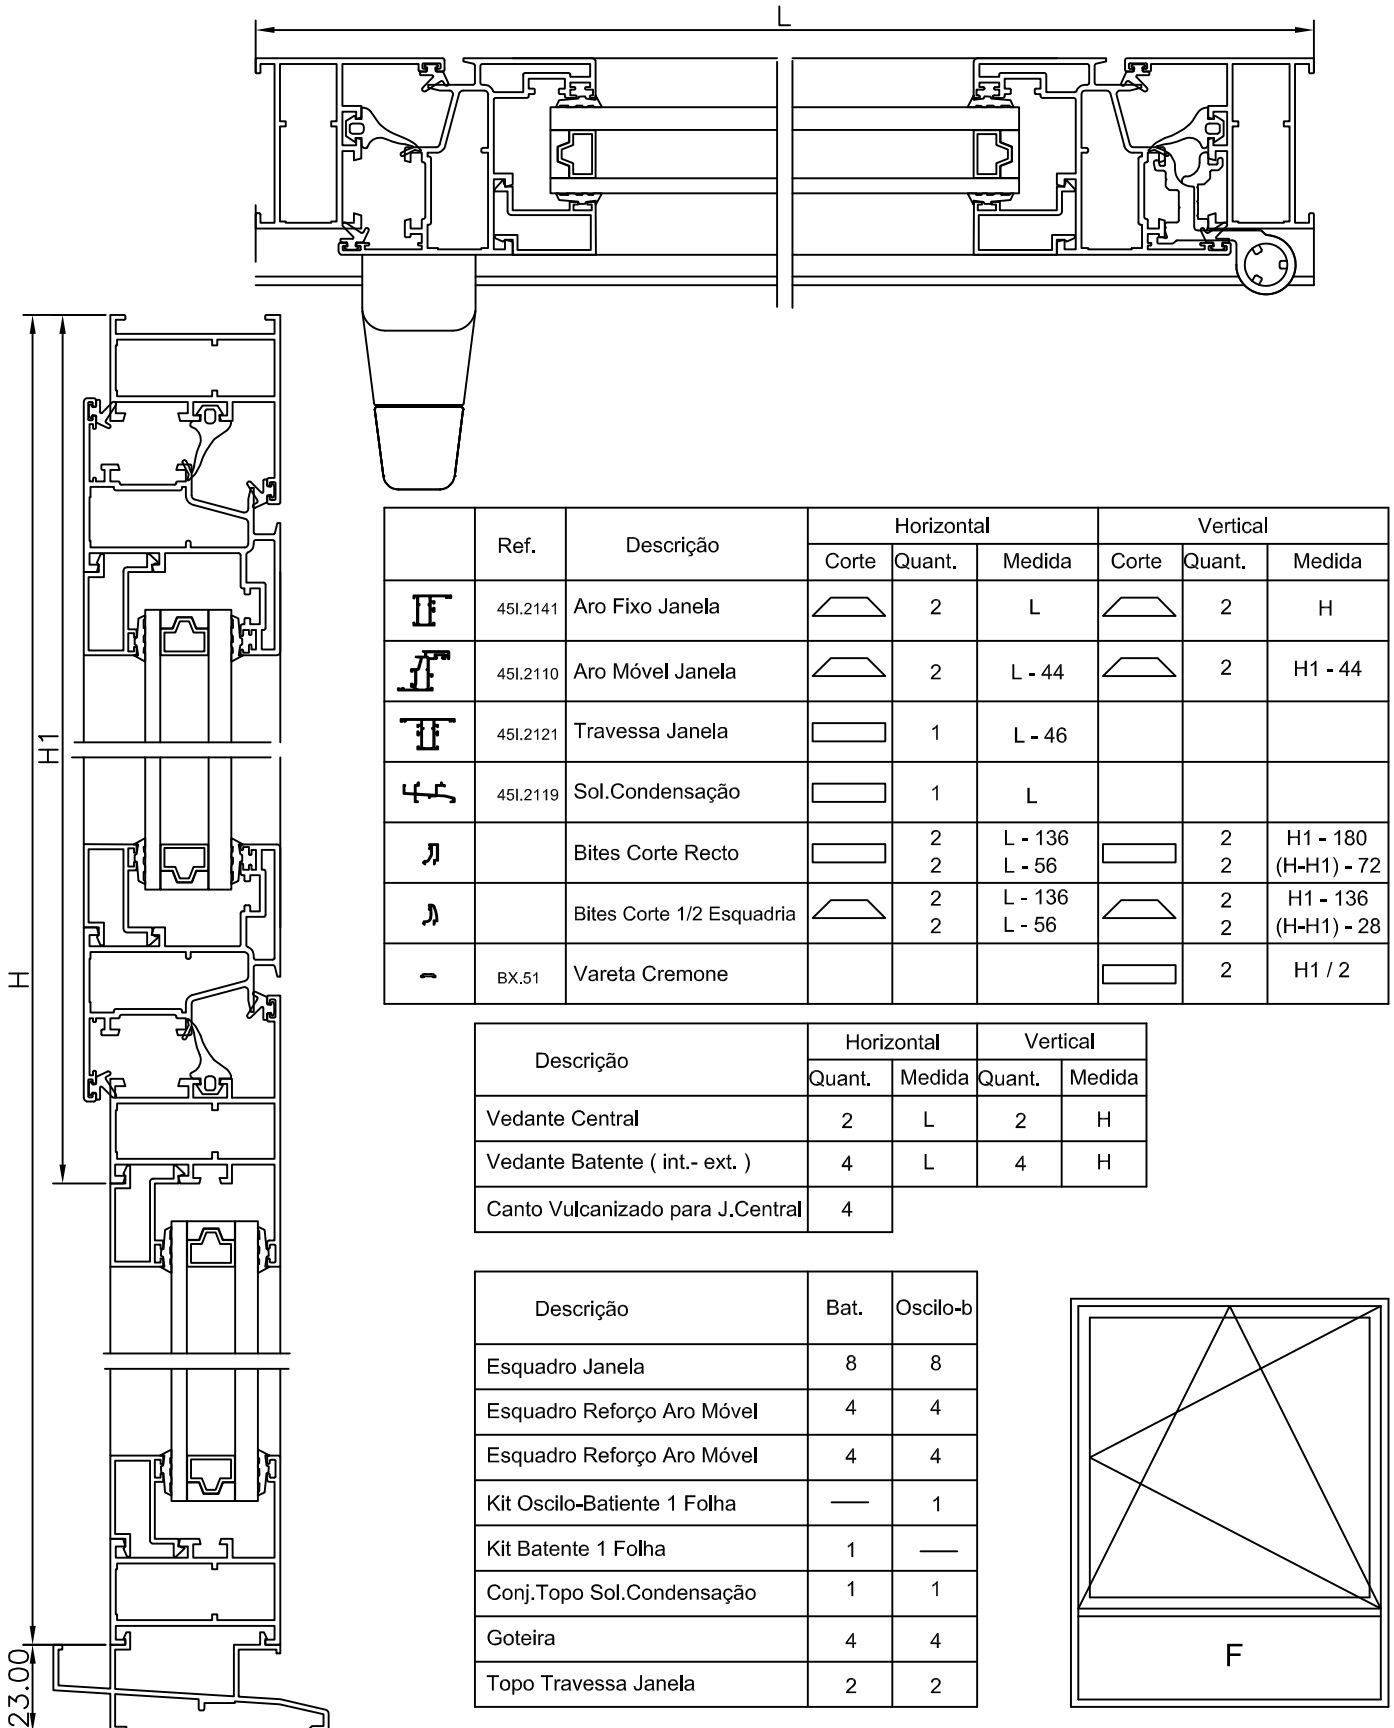 L
H1
H
23.00
Ref. Descrição Horizontal Vertical
Corte Quant. Medida Corte Quant. Medida
45I.2141 Aro Fixo Janela 2 L 2 H
45I.2110 Aro Móvel Janela 2 L - 44 2 H1 - 44
45I.2121 Travessa Janela 1 L - 46
45I.2119 Sol.Condensação 1 L
Bites Corte Recto 2 L - 136 2 H1 - 180
2 L - 56 2 (H-H1) - 72
Bites Corte 1/2 Esquadria 2 L - 136 2 H1 - 136
2 L - 56 2 (H-H1) - 28
BX.51 Vareta Cremone 2 H1 / 2
Descrição Horizontal Vertical
Quant. Medida Quant. Medida
Vedante Central 2 L 2 H
Vedante Batente ( int.- ext. ) 4 L 4 H
Canto Vulcanizado para J.Central 4
Descrição Bat. Oscilo-b
Esquadro Janela 8 8
Esquadro Reforço Aro Móvel 4 4
Esquadro Reforço Aro Móvel 4 4
Kit Oscilo-Batiente 1 Folha — 1
Kit Batente 1 Folha 1 —
Conj.Topo Sol.Condensação 1 1
Goteira 4 4
Topo Travessa Janela 2 2
F